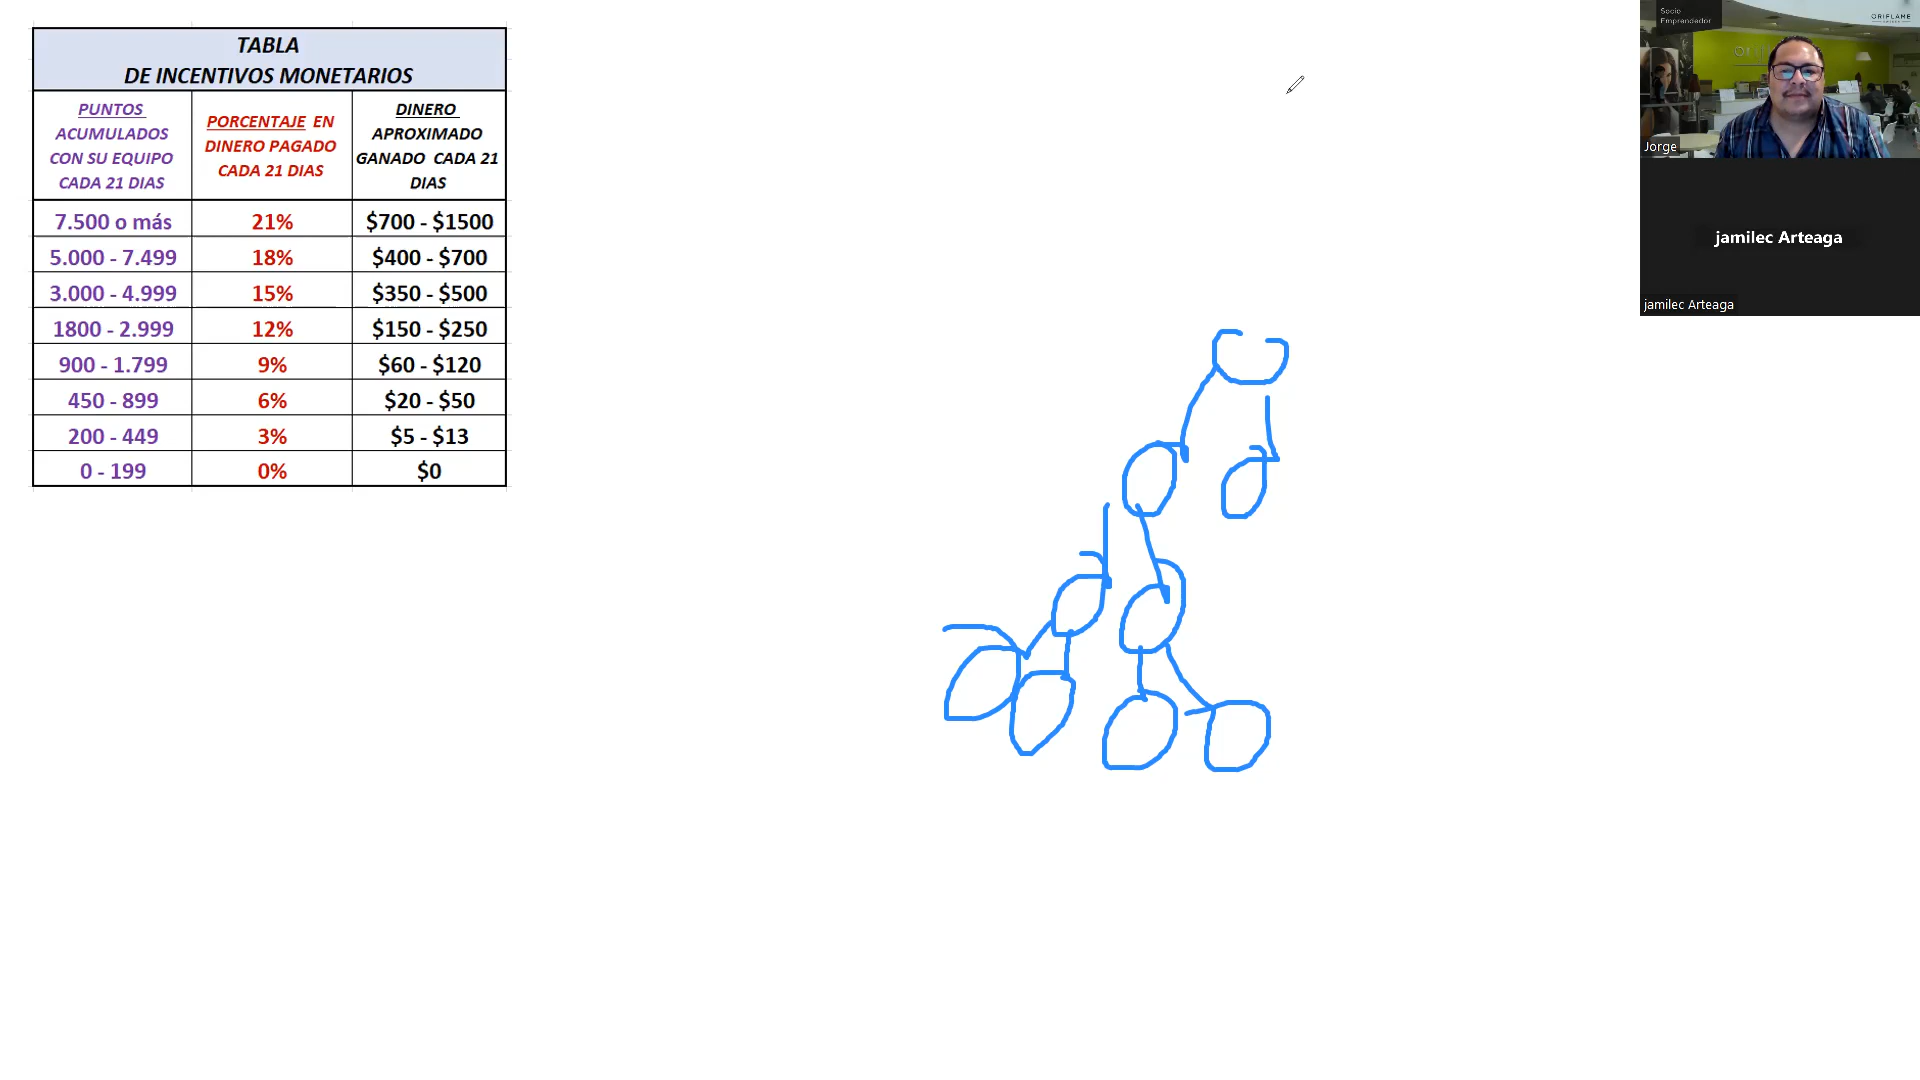 TABLA
DE INCENTIVOS MONETARIOS
PUNTOS
ACUMULADOS
CON SU EQUIPO
CADA 21 DIAS
PORCENTAJE EN
DINERO PAGADO
CADA 21 DIAS
DINERO
APROXIMADO
GANADO CADA 21
DIAS
7.500 o más 21% $700 - $1500
5.000 - 7.499 18% $400 - $700
3.000 - 4.999 15% $350 - $500
1800 - 2.999 12% $150 - $250
900 - 1.799 9% $60 - $120
450 - 899 6% $20 - $50
200 - 449 3% $5 - $13
0 - 199 0% $0
Socio
Emprendedor
ORIFLAME
Jorge
jamilec Arteaga
jamilec Arteaga